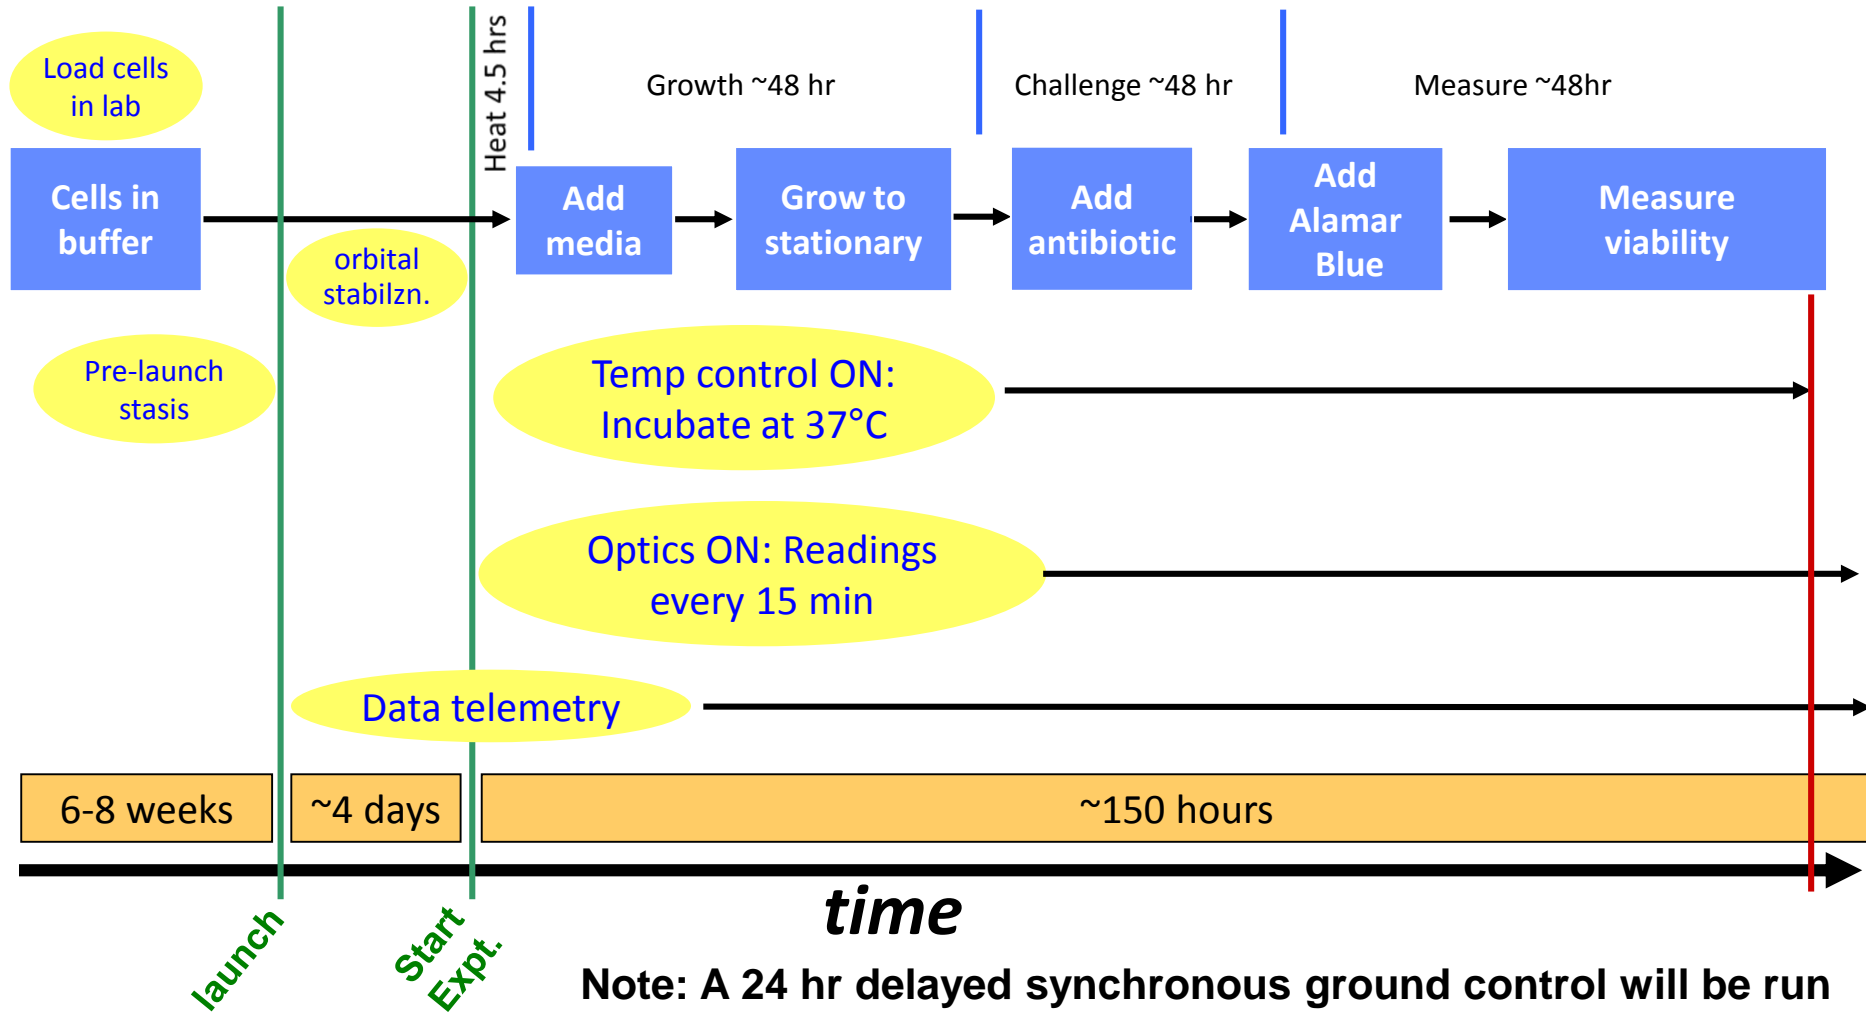 Load cells
in lab
Heat 4.5 hrs
Growth ~48 hr
Challenge ~48 hr
Measure ~48hr
Cells in
buffer
Add
media
Grow to
stationary
Add
antibiotic
Add
Alamar
Blue
Measure
viability
orbital
stabilzn.
Pre-launch
stasis
Temp control ON:
Incubate at 37°C
Optics ON: Readings
every 15 min
Data telemetry
6-8 weeks
~4 days
~150 hours
time
launch
Start
Expt.
Note: A 24 hr delayed synchronous ground control will be run